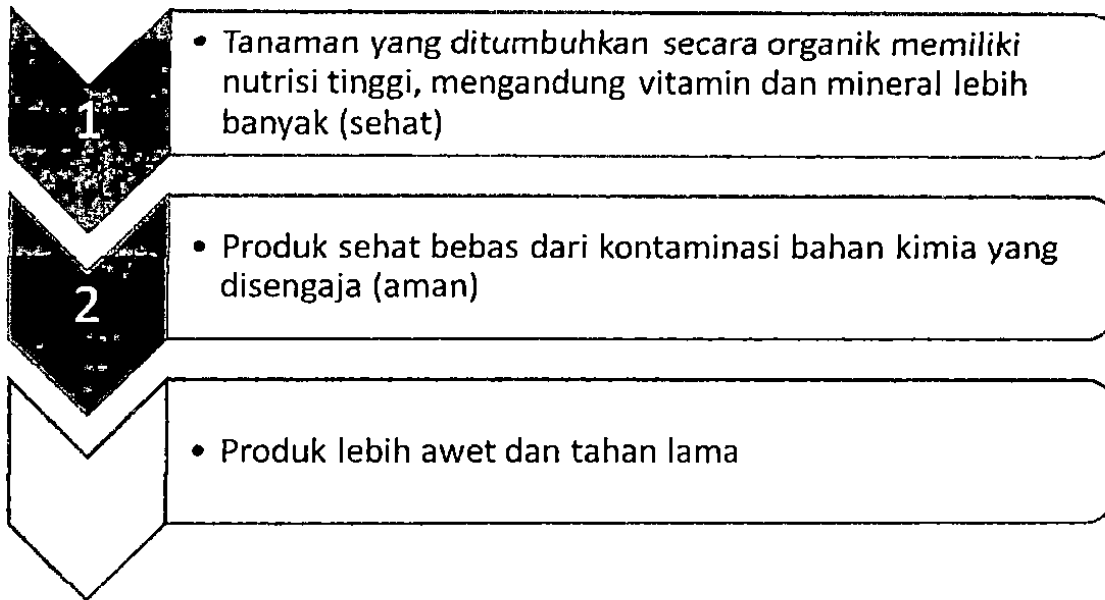 1
• Tanaman yang ditumbuhkan secara organik memiliki
nutrisi tinggi, mengandung vitamin dan mineral lebih
banyak (sehat)
2
• Produk sehat bebas dari kontaminasi bahan kimia yang
disengaja (aman)
• Produk lebih awet dan tahan lama